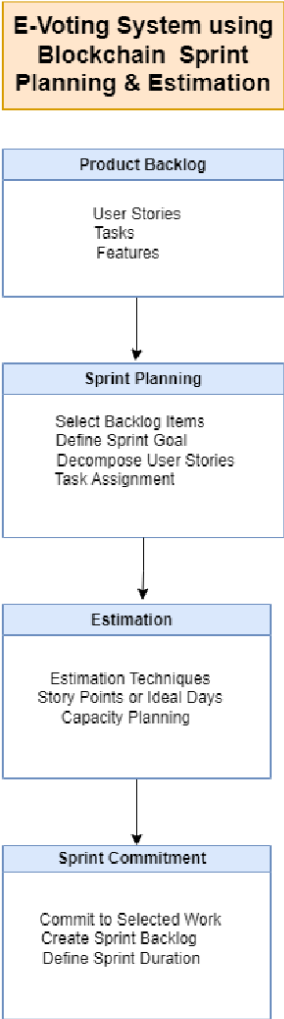 E-Voting System using
Blockchain Sprint
Planning & Estimation
Product Backlog
User Stories
Tasks
Features
Sprint Planning
Select Backlog Items
Define Sprint Goal
Decompose User Stories
Task Assignment
Estimation
Estimation Techniques
Story Points or Ideal Days
Capacity Planning
Sprint Commitment
Commit to Selected Work
Create Sprint Backlog
Define Sprint Duration